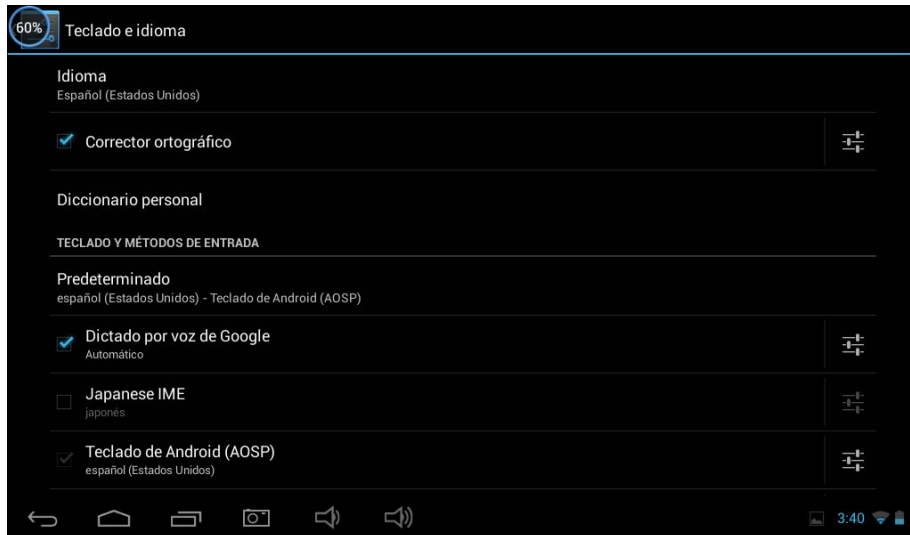 60%
Teclado e idioma
Idioma
Español (Estados Unidos)
Corrector ortográfico
Diccionario personal
TECLADO Y MÉTODOS DE ENTRADA
Predeterminado
español (Estados Unidos) - Teclado de Android (AOSP)
Dictado por voz de Google
Automático
Japanese IME
japonés
Teclado de Android (AOSP)
español (Estados Unidos)
3:40